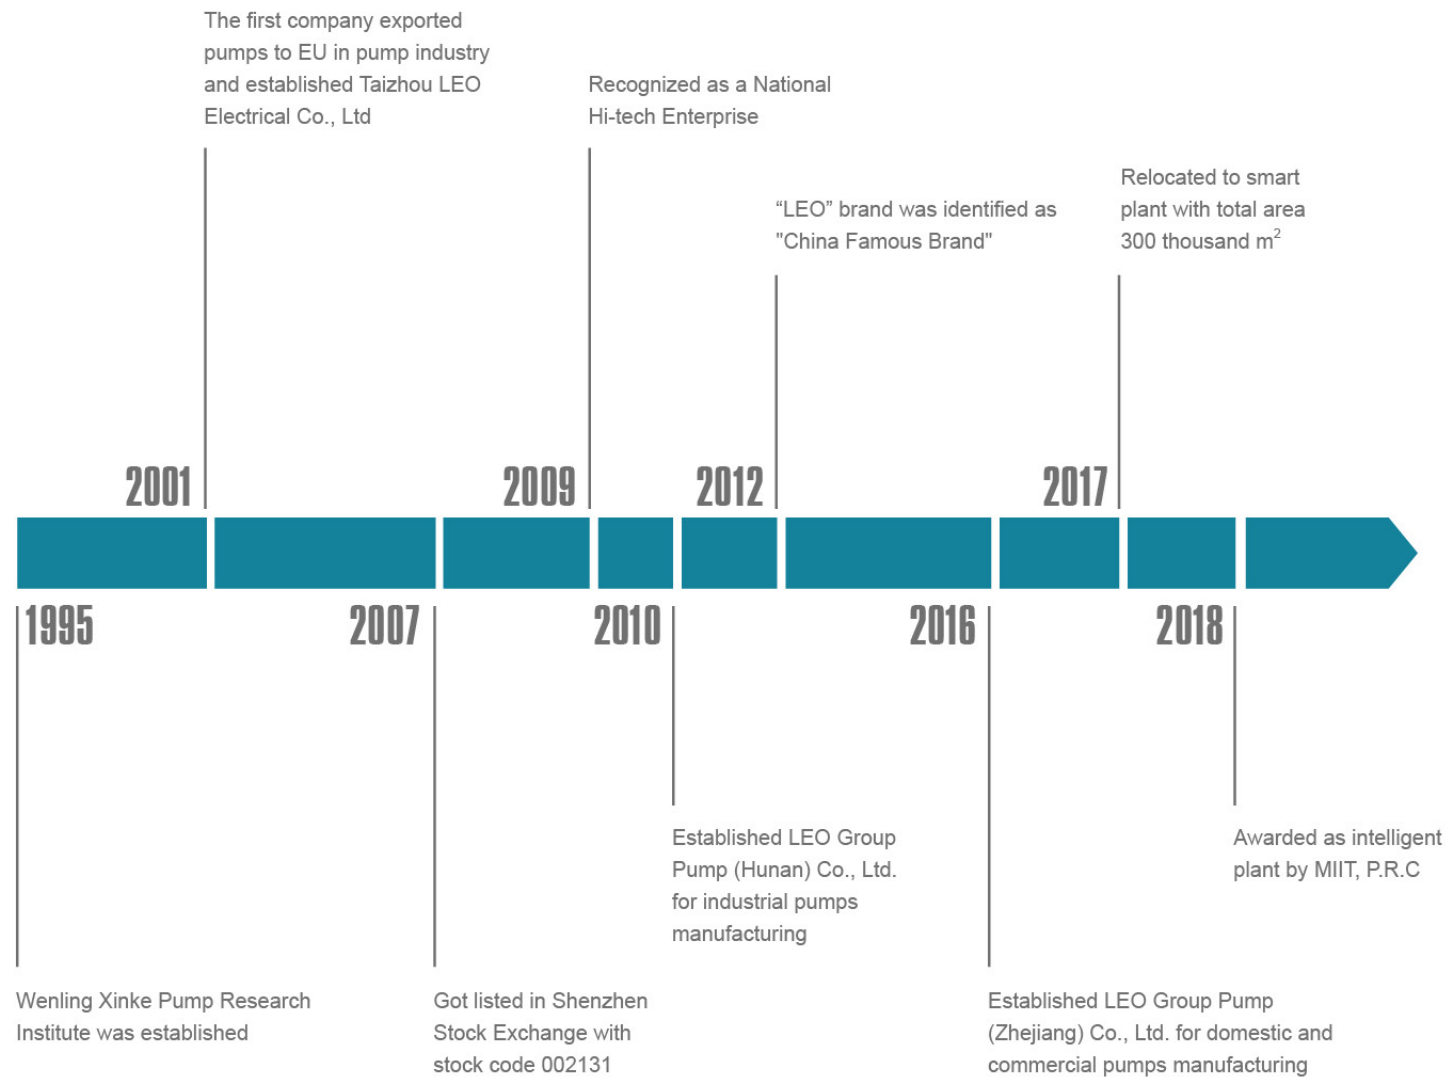 The first company exported
pumps to EU in pump industry
and established Taizhou LEO
Electrical Co., Ltd
Recognized as a National
Hi-tech Enterprise
“LEO” brand was identified as
"China Famous Brand"
Relocated to smart
plant with total area
300 thousand m²
2001
2009
2012
2017
1995
2007
2010
2016
2018
Established LEO Group
Pump (Hunan) Co., Ltd.
for industrial pumps
manufacturing
Awarded as intelligent
plant by MIIT, P.R.C
Wenling Xinke Pump Research
Institute was established
Got listed in Shenzhen
Stock Exchange with
stock code 002131
Established LEO Group Pump
(Zhejiang) Co., Ltd. for domestic and
commercial pumps manufacturing